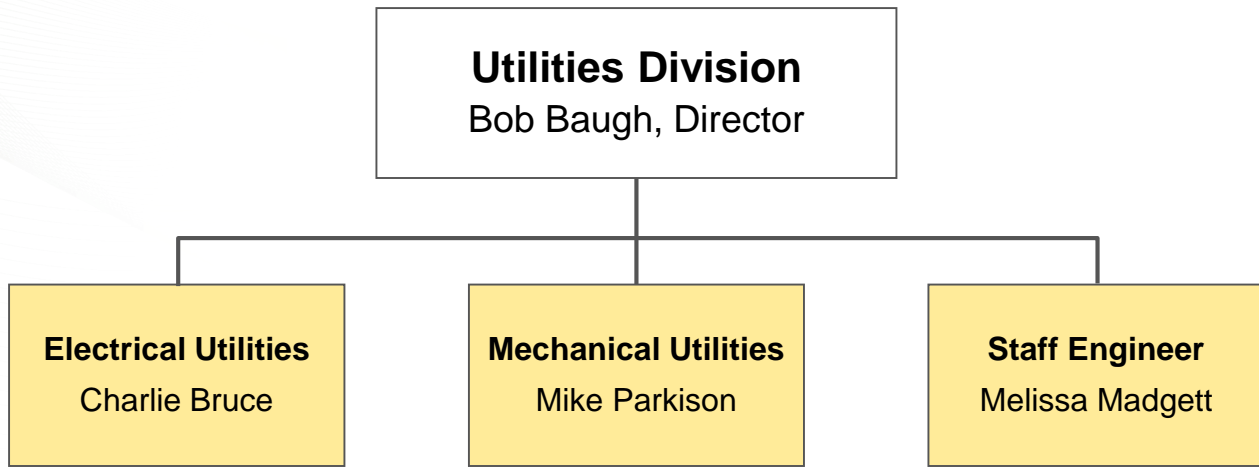 Utilities Division
Bob Baugh, Director
Electrical Utilities
Charlie Bruce
Mechanical Utilities
Mike Parkison
Staff Engineer
Melissa Madgett